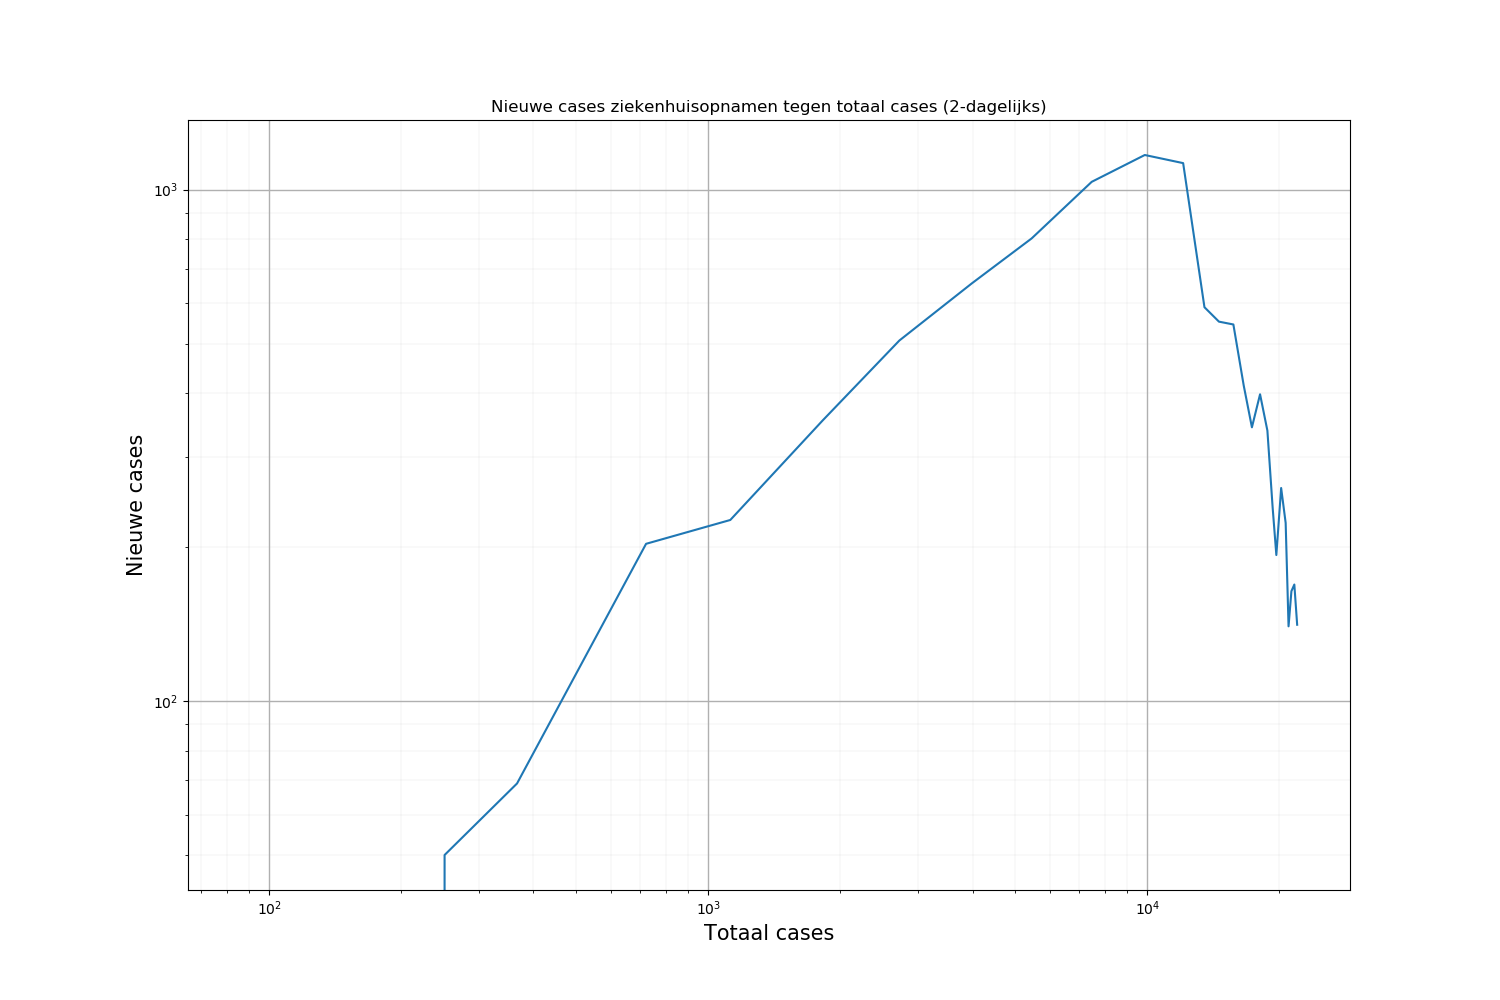 Nieuwe cases ziekenhuisopnamen tegen totaal cases (2-dagelijks)
10³
10²
Nieuwe cases
10² 10³ 10⁴
Totaal cases